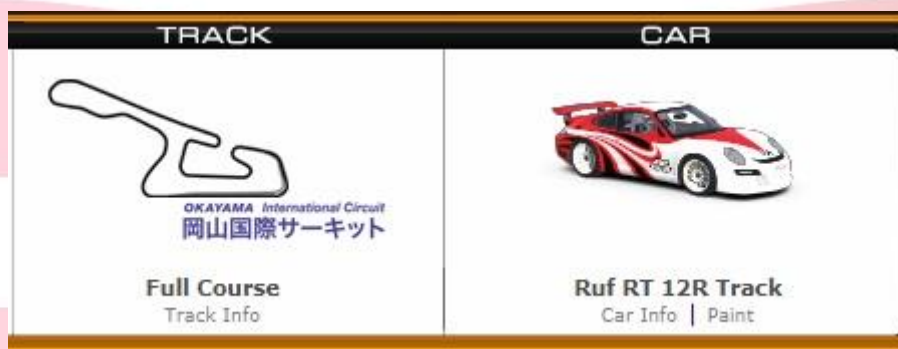 TRACK
CAR
OKAYAMA International Circuit
岡山国際サーキット
Full Course
Track Info
Ruf RT 12R Track
Car Info | Paint